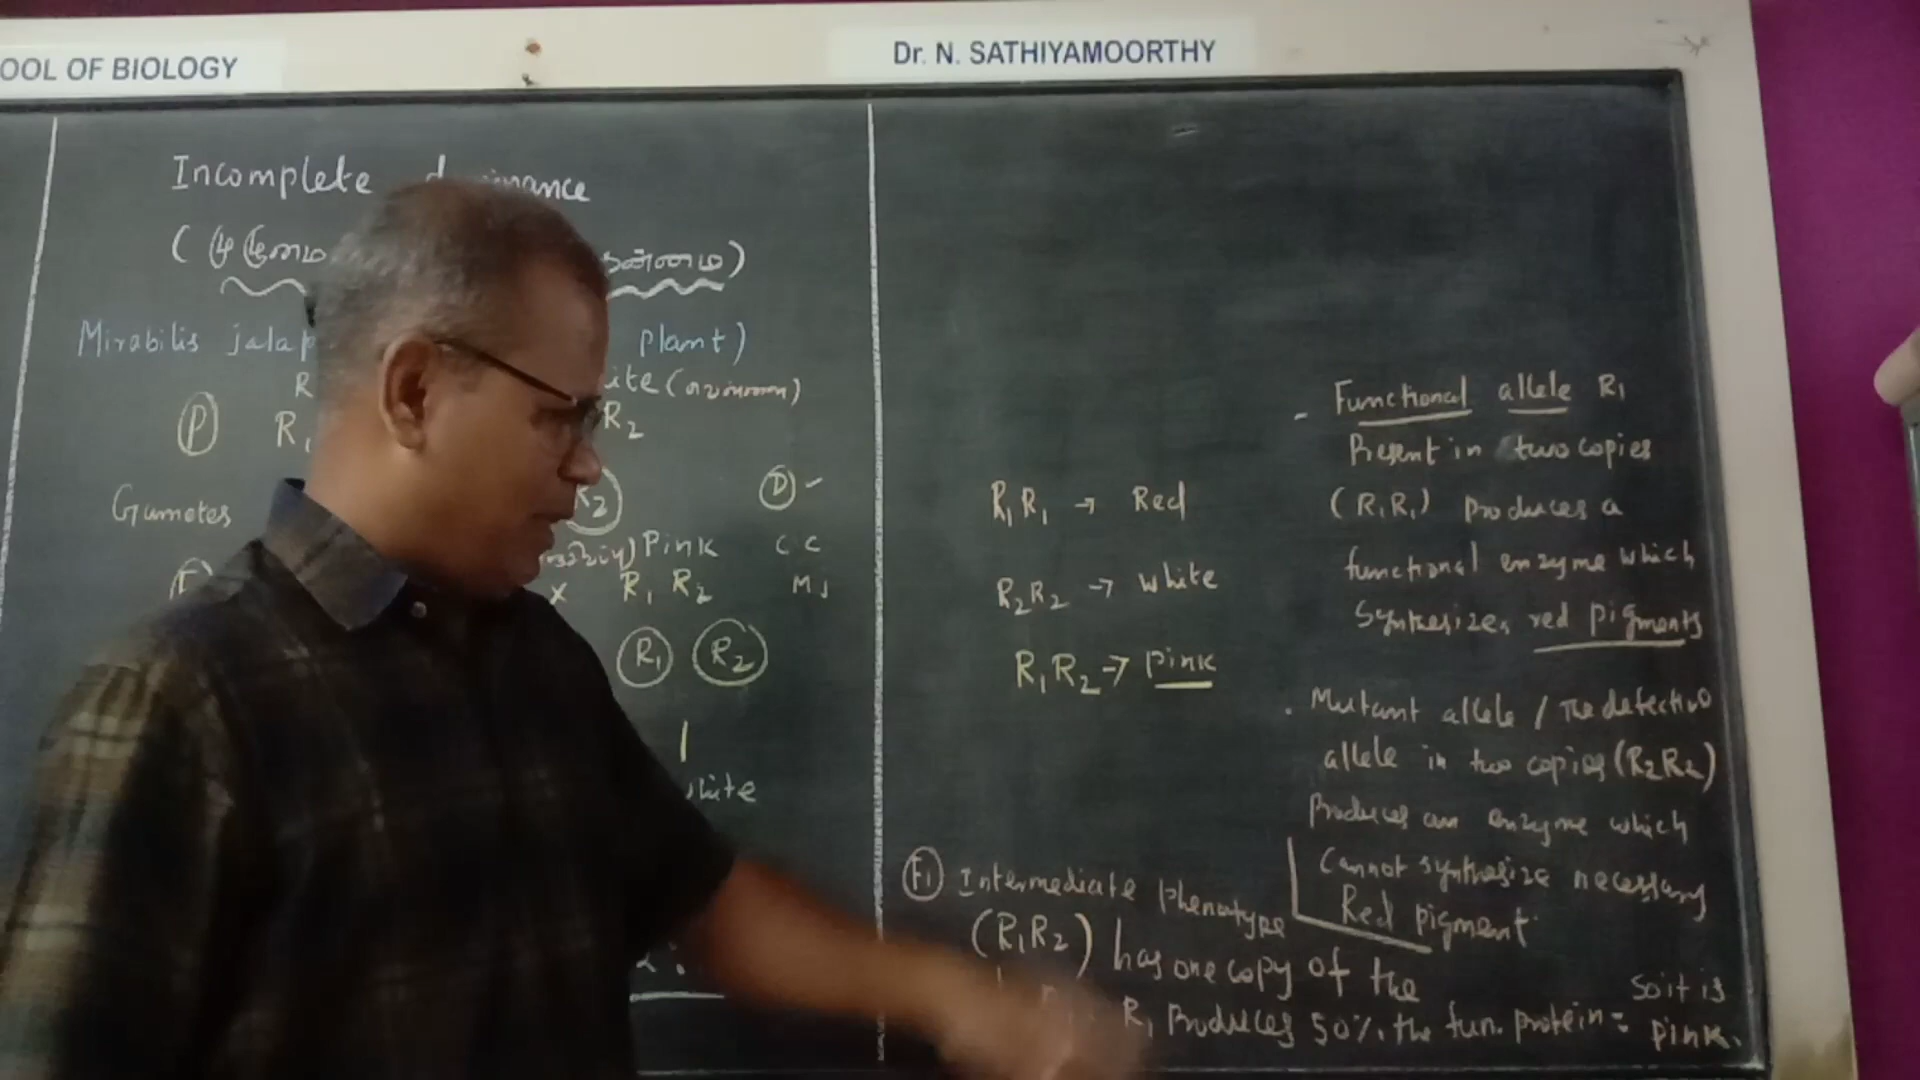 OOL OF BIOLOGY
Dr. N. SATHIYAMOORTHY
Incomplete
Mirabilis jalap plant)
R ite
P R1 R2
Gametes R2 D
Pink C C
X R1 R2 M J
R1 R2
white
R1R1 → Red
R2R2 → white
R1R2 → Pink
- Functional allele R1
Present in two copies
(R1R1) Produces a
functional enzyme which
Synthesizes red pigments
. Mutant allele / The defective
allele in two copies (R2R2)
Produces an enzyme which
Cannot synthesize necessary
Red pigment.
F1 Intermediate Phenotype
(R1R2) has one copy of the
R1 Produces 50% the fun. protein =
So it is
pink.